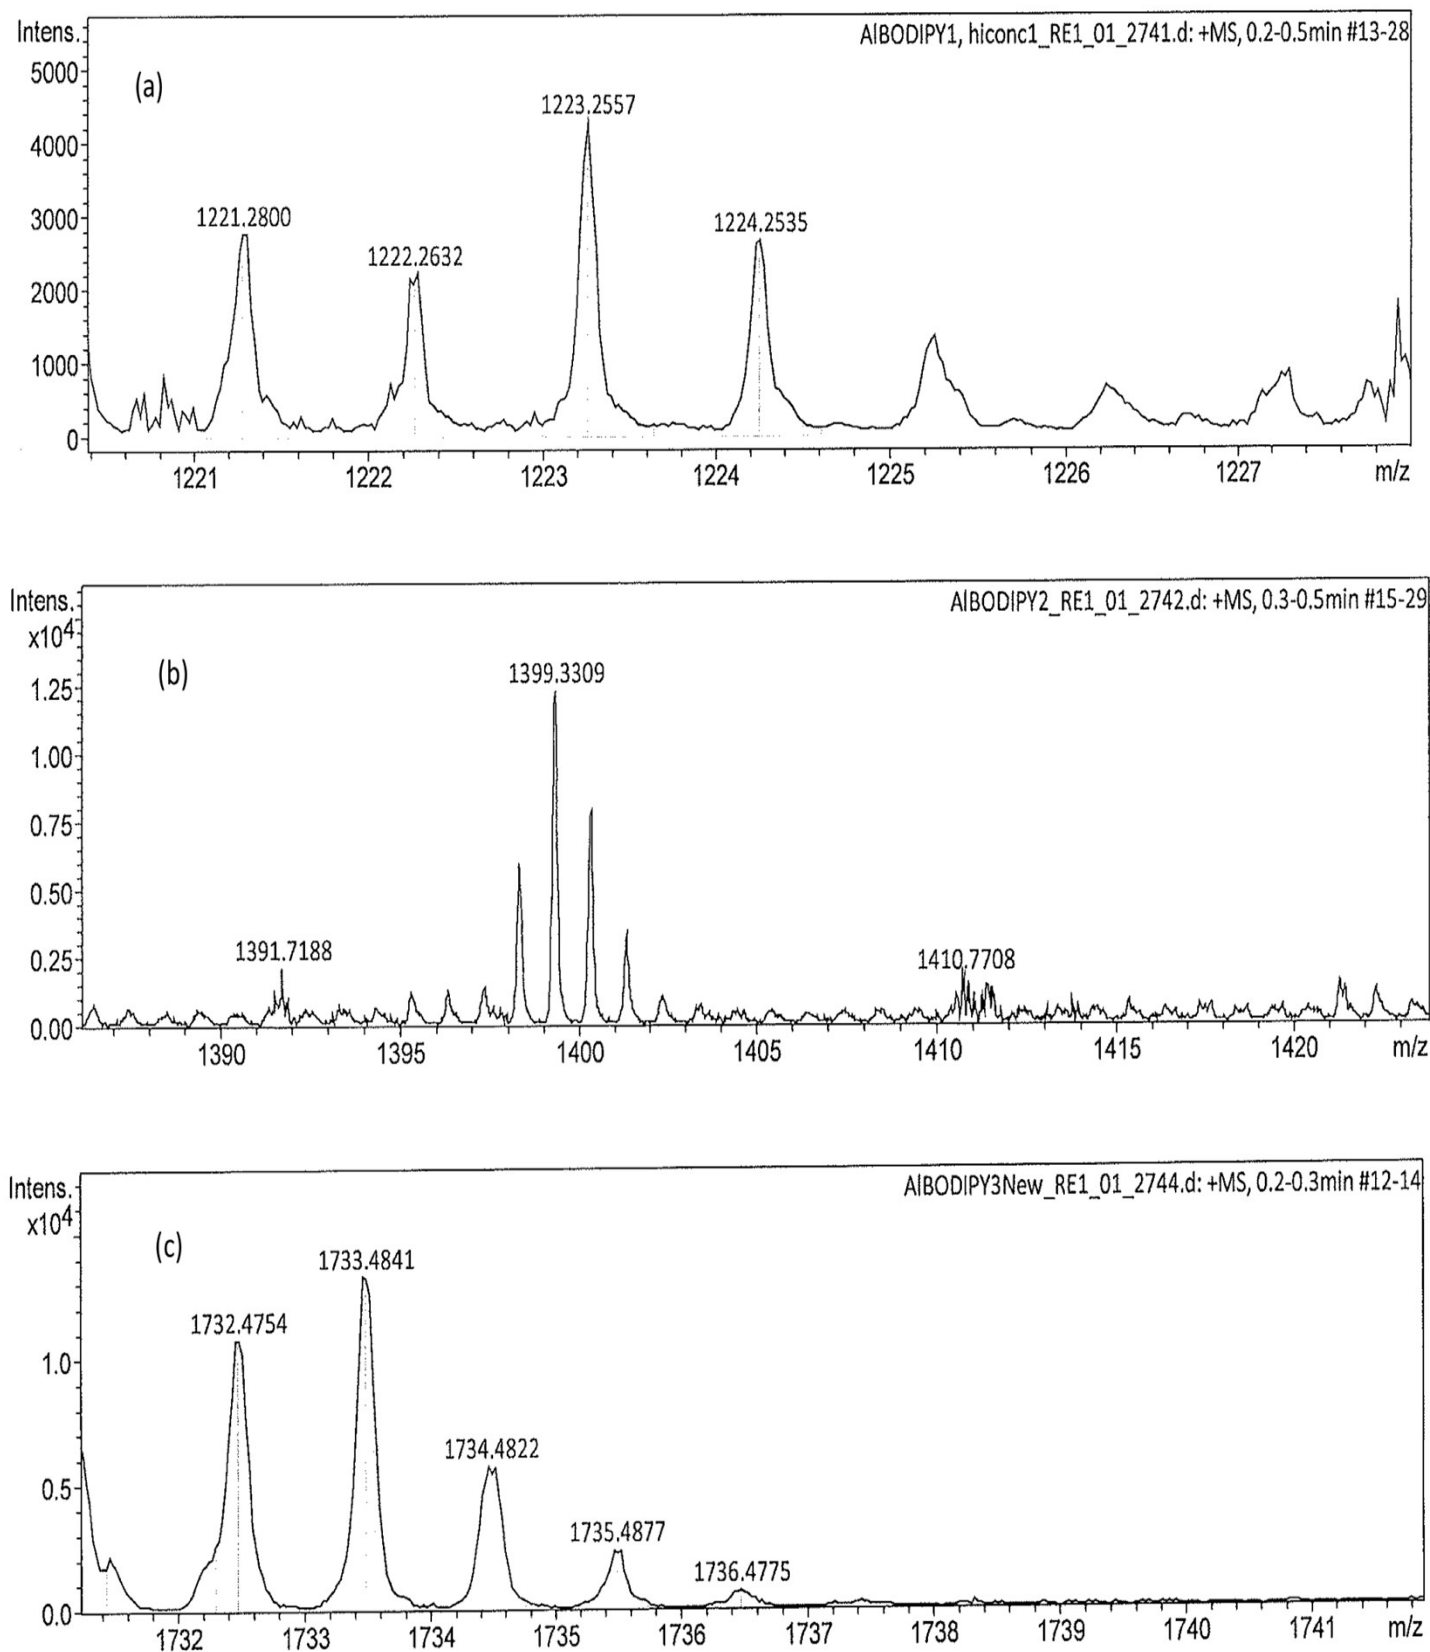 Intens.
AlBODIPY1, hiconc1_RE1_01_2741.d: +MS, 0.2-0.5min #13-28
5000
(a)
1223.2557
4000
3000
1221.2800
1224.2535
1222.2632
2000
1000
0
1221 1222 1223 1224 1225 1226 1227 m/z
Intens.
x10^4
AlBODIPY2_RE1_01_2742.d: +MS, 0.3-0.5min #15-29
(b)
1399.3309
1.25
1.00
0.75
0.50
0.25
1391.7188
1410.7708
0.00
1390 1395 1400 1405 1410 1415 1420 m/z
Intens.
x10^4
AlBODIPY3New_RE1_01_2744.d: +MS, 0.2-0.3min #12-14
(c)
1733.4841
1732.4754
1.0
1734.4822
0.5
1735.4877
1736.4775
0.0
1732 1733 1734 1735 1736 1737 1738 1739 1740 1741 m/z